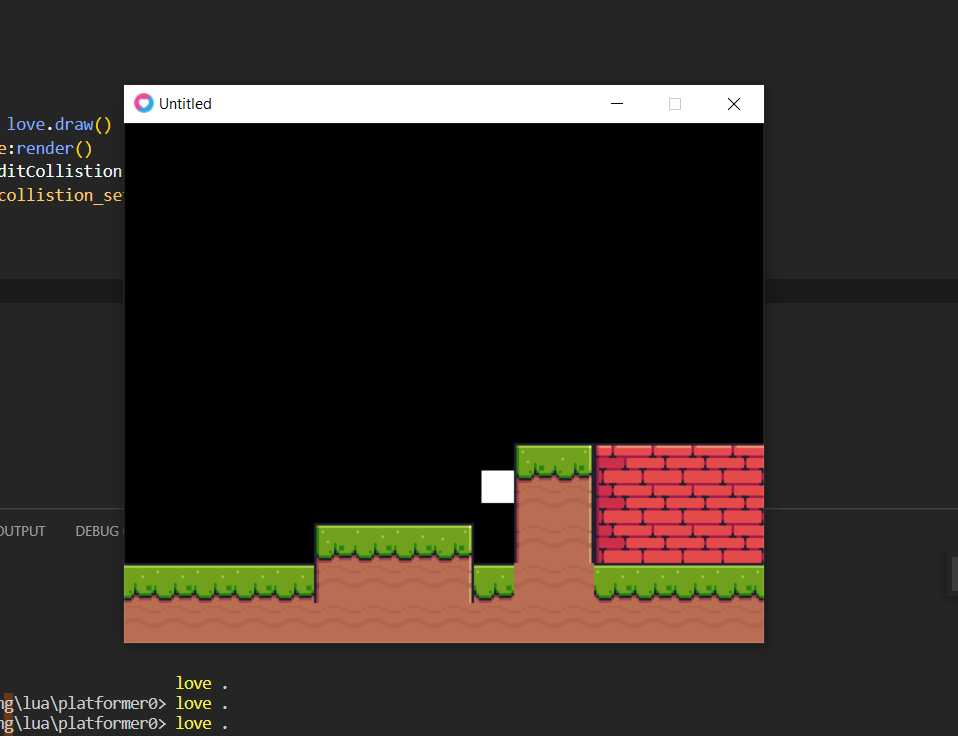 Untitled
love.draw()
e:render()
ditCollistion
collistion_se
OUTPUT DEBUG
love .
ng\lua\platformer0> love .
ng\lua\platformer0> love .